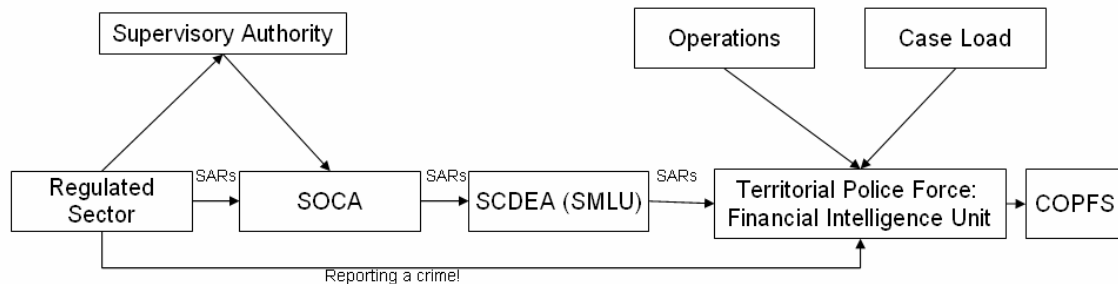 Supervisory Authority
Operations
Case Load
SARs
SARs
SARs
Regulated
Sector
SOCA
SCDEA (SMLU)
Territorial Police Force:
Financial Intelligence Unit
COPFS
Reporting a crime!